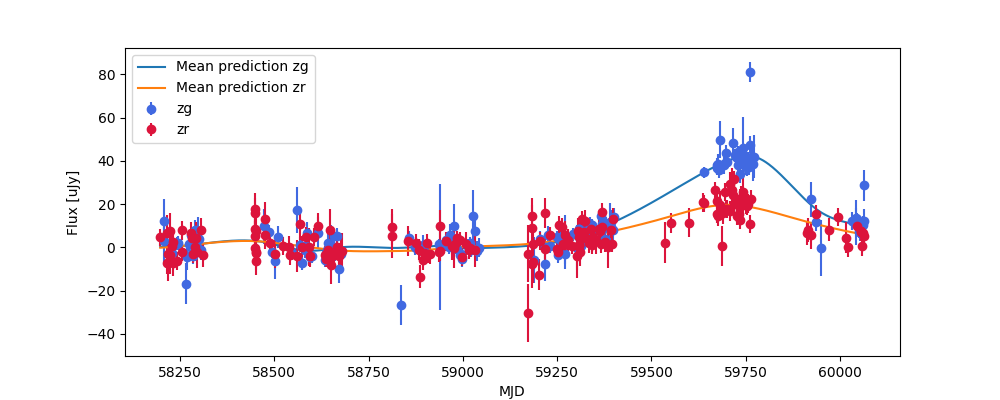 Mean prediction zg
Mean prediction zr
zg
zr
Flux [uJy]
80
60
40
20
0
−20
−40
58250
58500
58750
59000
59250
59500
59750
60000
MJD